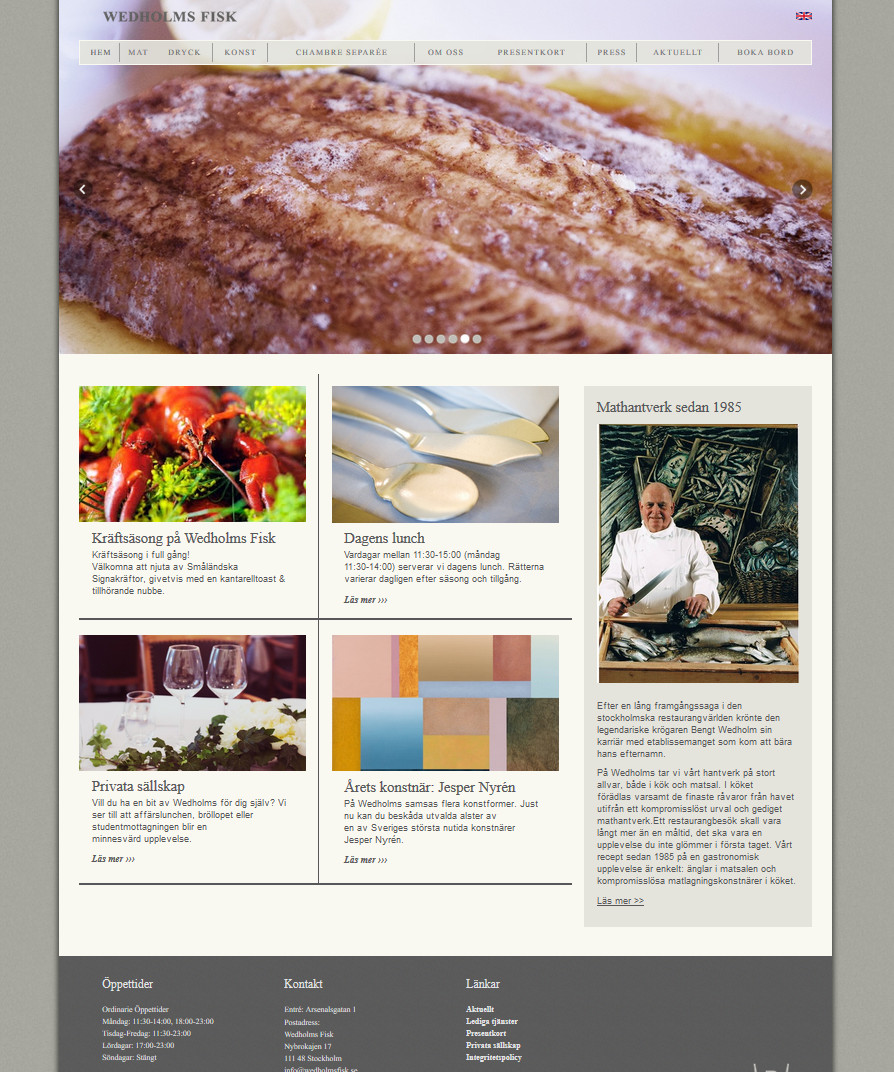 WEDHOLMS FISK
HEM MAT DRYCK KONST CHAMBRE SEPARÉE OM OSS PRESENTKORT PRESS AKTUELLT BOKA BORD
Kräftsäsong på Wedholms Fisk
Kräftsäsong i full gång!
Välkomna att njuta av Småländska
Signakräftor, givetvis med en kantarelltoast &
tillhörande nubbe.
Dagens lunch
Vardagar mellan 11:30-15:00 (måndag
11:30-14:00) serverar vi dagens lunch. Rätterna
varierar dagligen efter säsong och tillgång.
Läs mer ›››
Privata sällskap
Vill du ha en bit av Wedholms för dig själv? Vi
ser till att affärslunchen, bröllopet eller
studentmottagningen blir en
minnesvärd upplevelse.
Läs mer ›››
Årets konstnär: Jesper Nyrén
På Wedholms samsas flera konstformer. Just
nu kan du beskåda utvalda alster av
en av Sveriges största nutida konstnärer
Jesper Nyrén.
Läs mer ›››
Mathantverk sedan 1985
Efter en lång framgångssaga i den
stockholmska restaurangvärlden krönte den
legendariske krögaren Bengt Wedholm sin
karriär med etablissemanget som kom att bära
hans efternamn.
På Wedholms tar vi vårt hantverk på stort
allvar, både i kök och matsal. I köket
förädlas varsamt de finaste råvaror från havet
utifrån ett kompromisslöst urval och gediget
mathantverk.Ett restaurangbesök skall vara
långt mer än en måltid, det ska vara en
upplevelse du inte glömmer i första taget. Vårt
recept sedan 1985 på en gastronomisk
upplevelse är enkelt: änglar i matsalen och
kompromisslösa matlagningskonstnärer i köket.
Läs mer >>
Öppettider
Ordinarie Öppettider
Måndag: 11:30-14:00, 18:00-23:00
Tisdag-Fredag: 11:30-23:00
Lördagar: 17:00-23:00
Söndagar: Stängt
Kontakt
Entré: Arsenalsgatan 1
Postadress:
Wedholms Fisk
Nybrokajen 17
111 48 Stockholm
info@wedholmsfisk.se
Länkar
Aktuellt
Lediga tjänster
Presentkort
Privata sällskap
Integritetspolicy